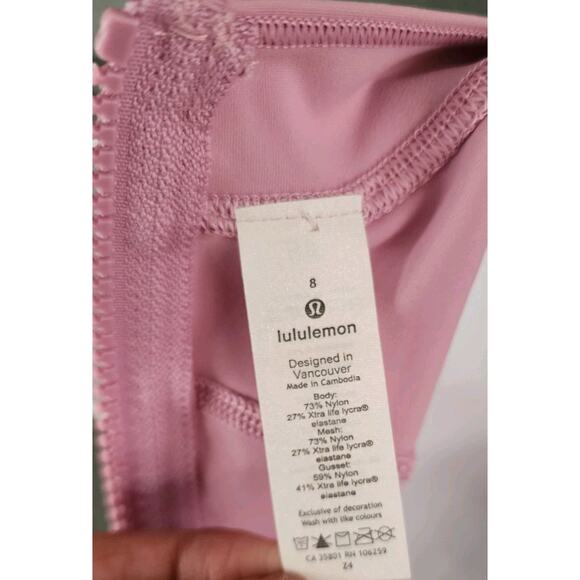 8
lululemon
Designed in
Vancouver
Made in Cambodia
Body:
73% Nylon
27% Xtra life lycra®
elastane
Mesh:
73% Nylon
27% Xtra life lycra®
elastane
Gusset:
59% Nylon
41% Xtra life lycra®
elastane
Exclusive of decoration
Wash with like colours
CA 35801 RN 106259
Z4